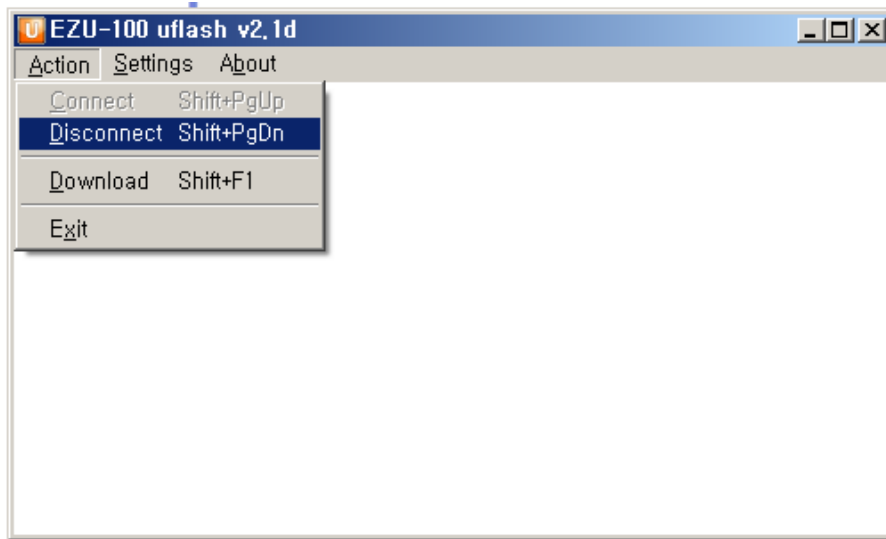 EZU-100 uflash v2.1d
Action Settings About
Connect Shift+PgUp
Disconnect Shift+PgDn
Download Shift+F1
Exit